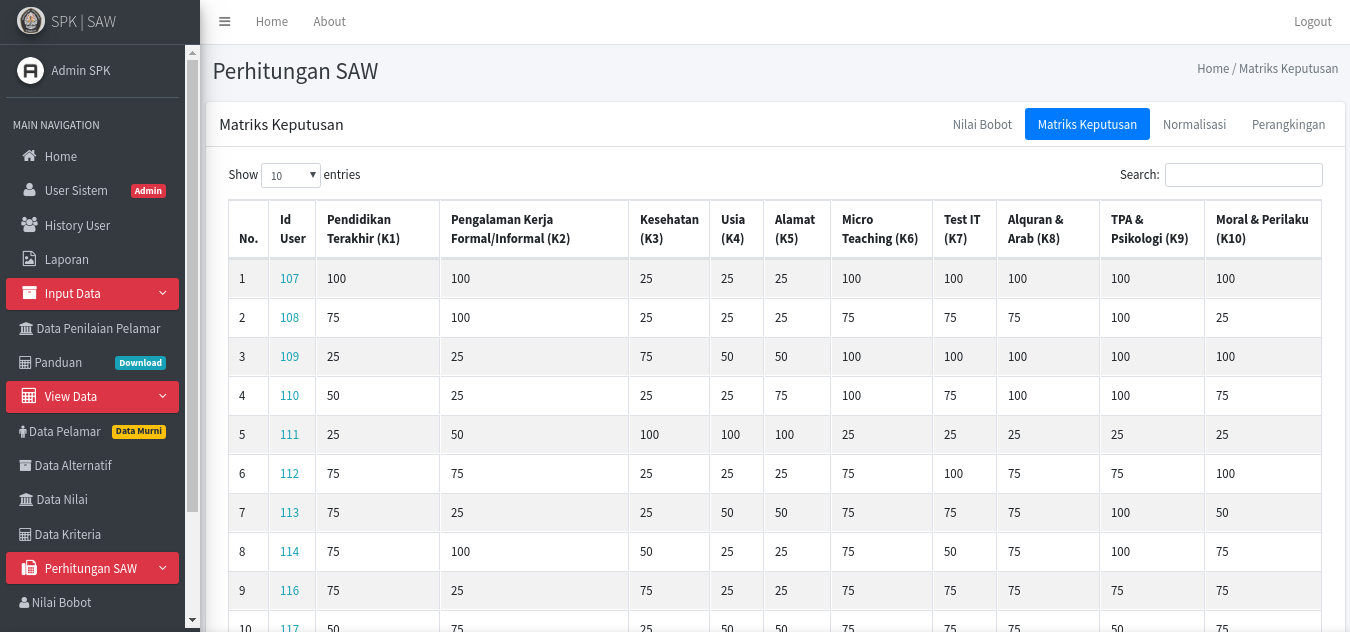 SPK | SAW
Home About Logout
Admin SPK
MAIN NAVIGATION
Home
User Sistem Admin
History User
Laporan
Input Data
Data Penilaian Pelamar
Panduan Download
View Data
Data Pelamar Data Murni
Data Alternatif
Data Nilai
Data Kriteria
Perhitungan SAW
Nilai Bobot
Perhitungan SAW
Home / Matriks Keputusan
Matriks Keputusan
Nilai Bobot Matriks Keputusan Normalisasi Perangkingan
Show 10 entries Search:
No. Id User Pendidikan Terakhir (K1) Pengalaman Kerja Formal/Informal (K2) Kesehatan (K3) Usia (K4) Alamat (K5) Micro Teaching (K6) Test IT (K7) Alquran & Arab (K8) TPA & Psikologi (K9) Moral & Perilaku (K10)
1 107 100 100 25 25 25 100 100 100 100 100
2 108 75 100 25 25 25 75 75 75 100 25
3 109 25 25 75 50 50 100 100 100 100 100
4 110 50 25 25 25 75 100 75 100 100 75
5 111 25 50 100 100 100 25 25 25 25 25
6 112 75 75 25 25 25 75 100 75 75 100
7 113 75 25 25 50 50 75 75 75 100 50
8 114 75 100 50 25 25 75 50 75 100 75
9 116 75 25 75 25 25 75 75 75 75 75
10 117 50 75 25 50 50 75 75 75 50 75